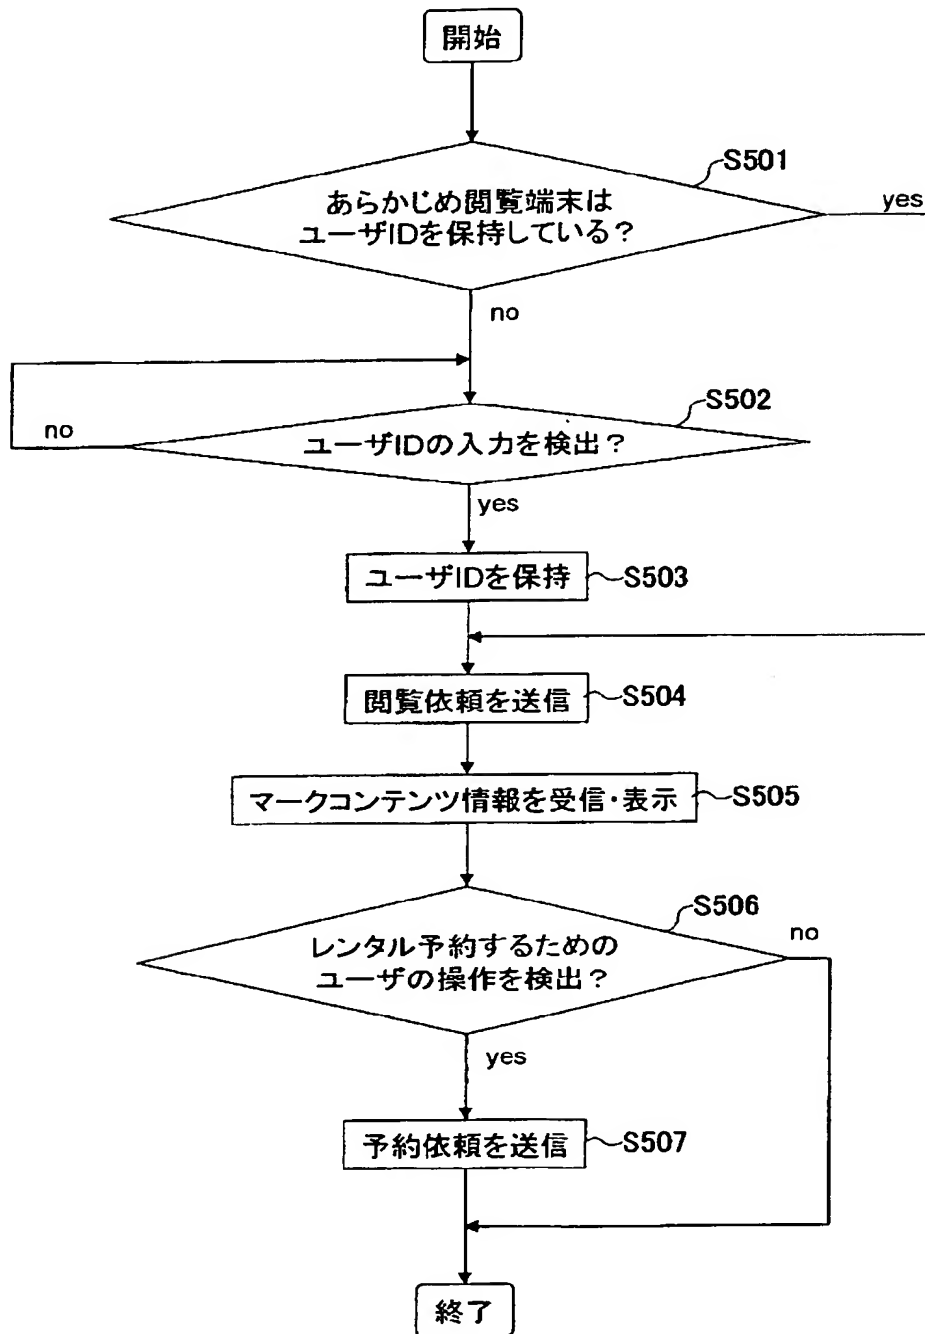 開始
S501
あらかじめ閲覧端末は
ユーザIDを保持している?
yes
no
S502
no
ユーザIDの入力を検出?
yes
ユーザIDを保持
S503
閲覧依頼を送信
S504
マークコンテンツ情報を受信・表示
S505
S506
no
レンタル予約するための
ユーザの操作を検出?
yes
予約依頼を送信
S507
終了